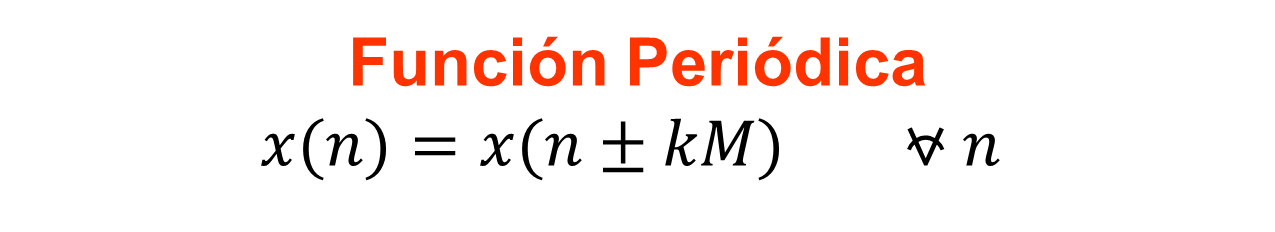 Función Periódica
x(n) = x(n ± kM) ∀ n